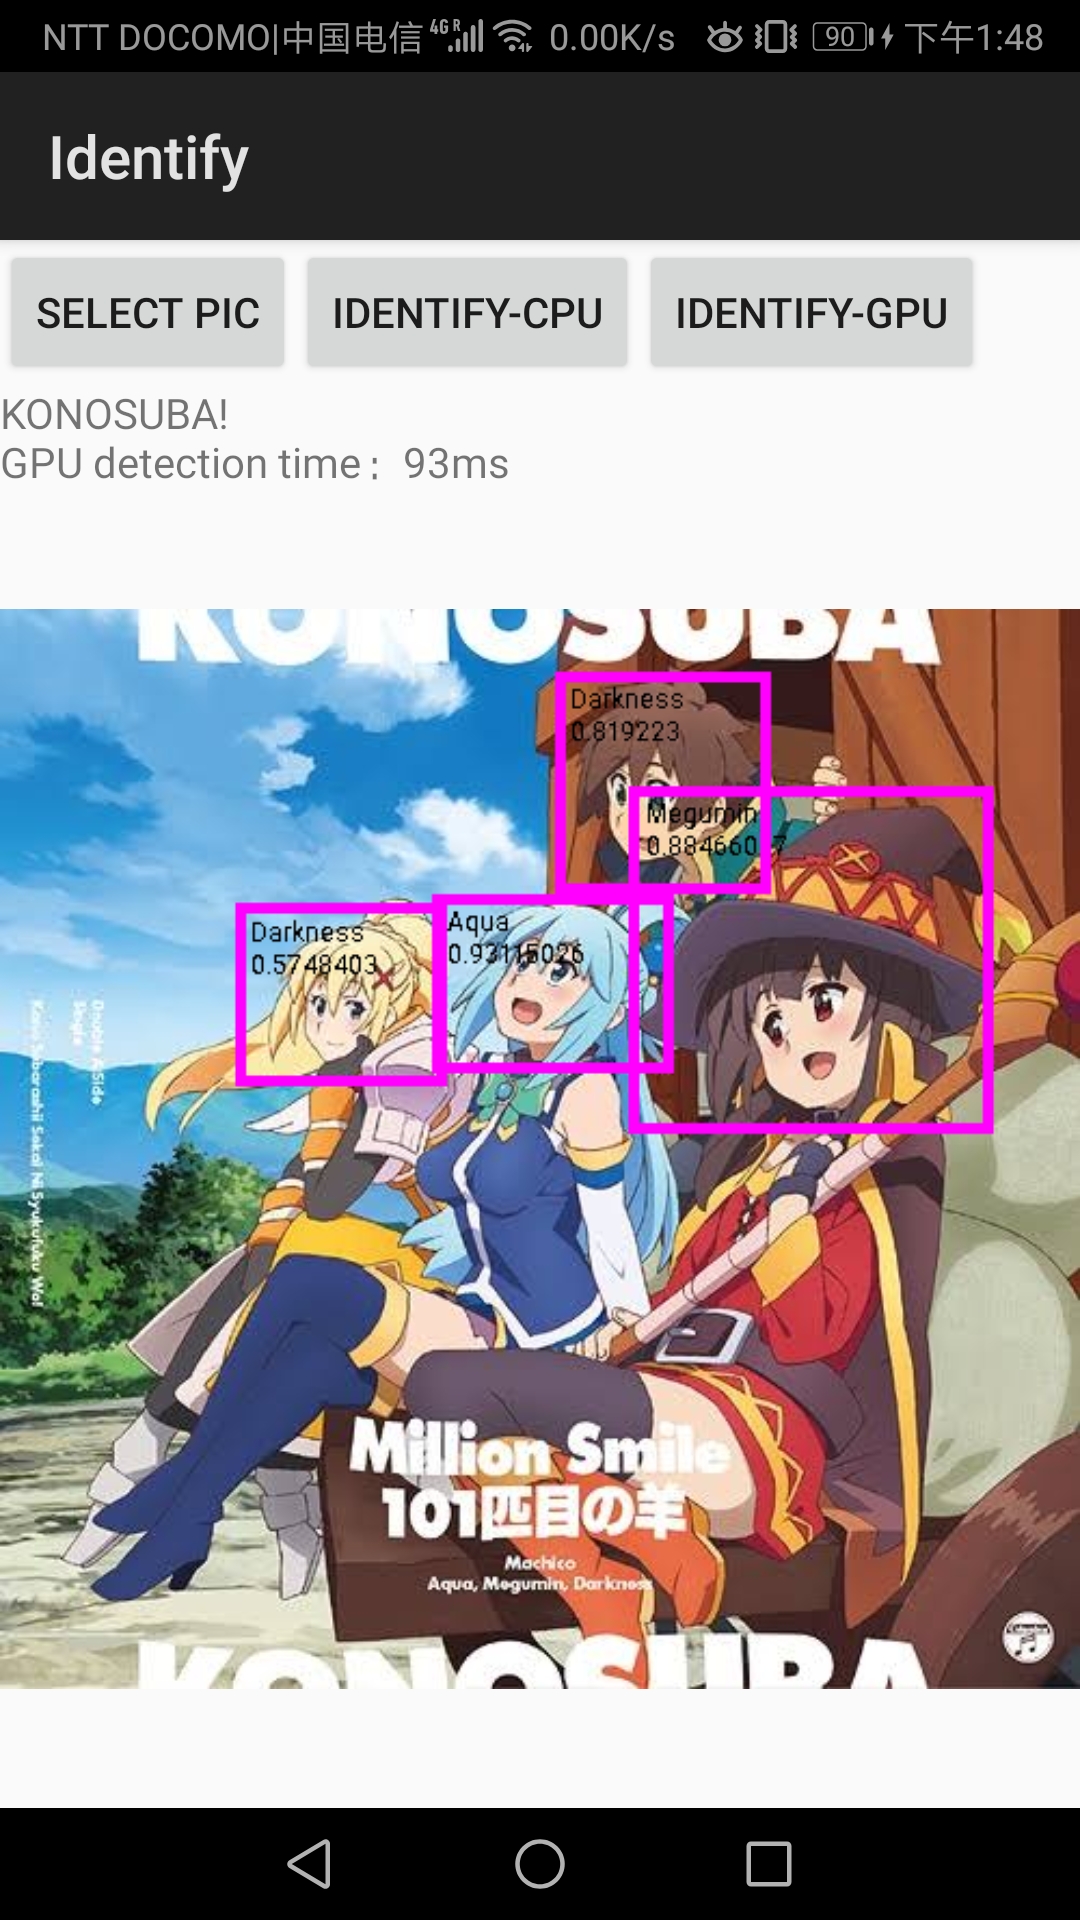 NTT DOCOMO|中国电信 4G R 0.00K/s 90 下午1:48
Identify
SELECT PIC IDENTIFY-CPU IDENTIFY-GPU
KONOSUBA!
GPU detection time：93ms
KONOSUBA
Darkness
0.819223
Megumin
Darkness
0.5748403
Aqua
0.93115026
Double A Side
Single
Kono Subarashii Sekai Ni Syukufuku Wo!
Million Smile
101匹目の羊
Machico
Aqua, Megumin, Darkness
KONOSUBA